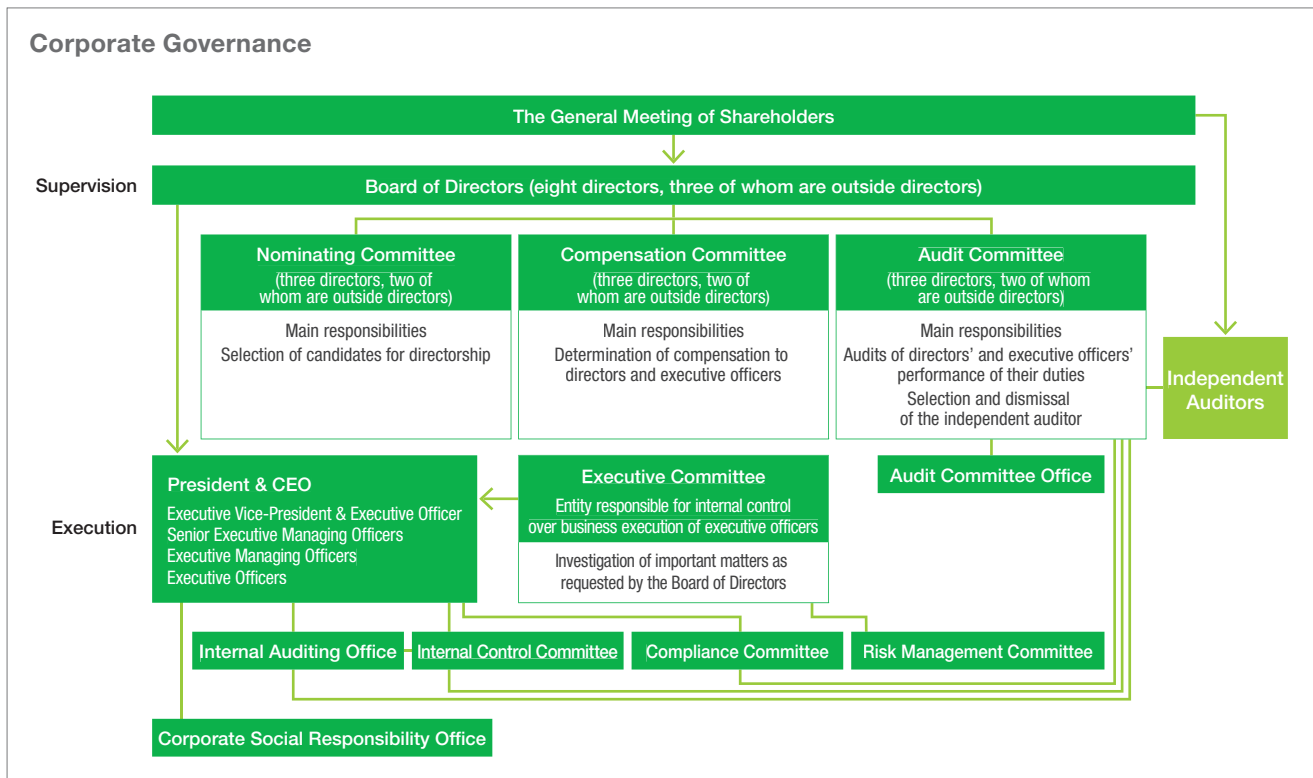 Corporate Governance
The General Meeting of Shareholders
Supervision
Board of Directors (eight directors, three of whom are outside directors)
Nominating Committee
(three directors, two of
whom are outside directors)
Main responsibilities
Selection of candidates for directorship
Compensation Committee
(three directors, two of
whom are outside directors)
Main responsibilities
Determination of compensation to
directors and executive officers
Audit Committee
(three directors, two of whom
are outside directors)
Main responsibilities
Audits of directors' and executive officers'
performance of their duties
Selection and dismissal
of the independent auditor
Independent
Auditors
Audit Committee Office
Execution
President & CEO
Executive Vice-President & Executive Officer
Senior Executive Managing Officers
Executive Managing Officers
Executive Officers
Executive Committee
Entity responsible for internal control
over business execution of executive officers
Investigation of important matters as
requested by the Board of Directors
Internal Auditing Office
Internal Control Committee
Compliance Committee
Risk Management Committee
Corporate Social Responsibility Office